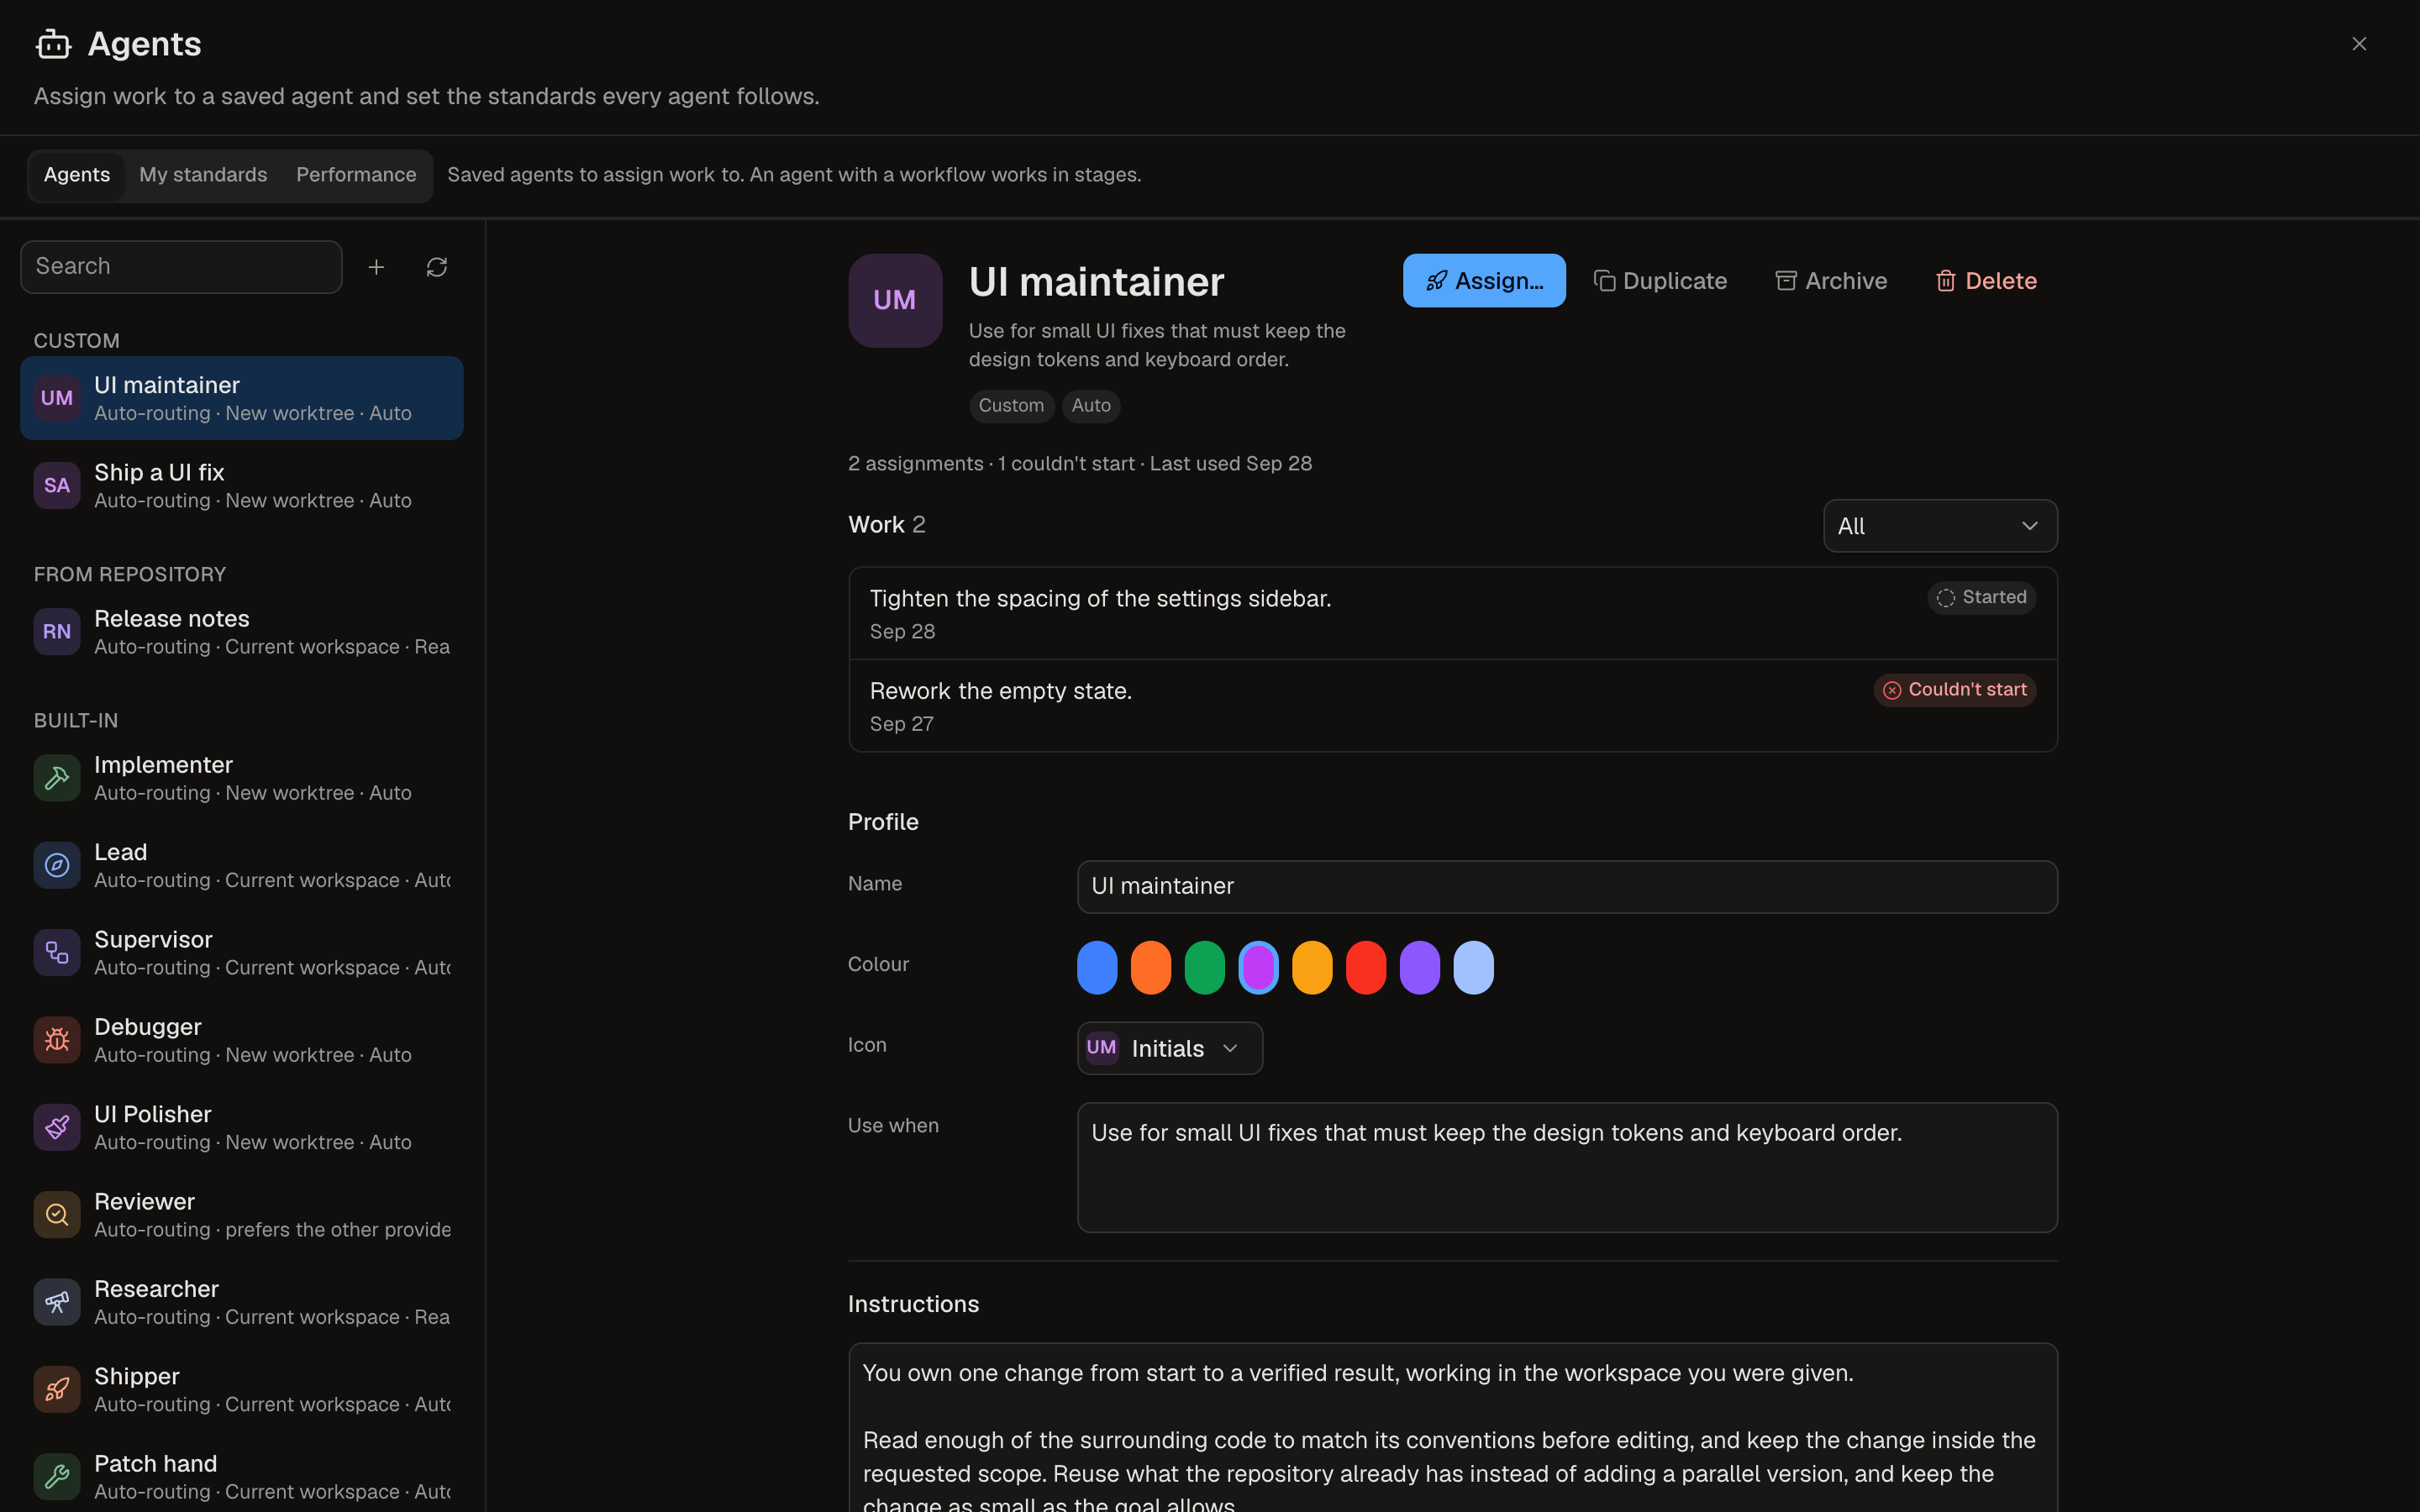 Agents
Assign work to a saved agent and set the standards every agent follows.
Agents
My standards
Performance
Saved agents to assign work to. An agent with a workflow works in stages.
Search
CUSTOM
UM
UI maintainer
Auto-routing · New worktree · Auto
SA
Ship a UI fix
Auto-routing · New worktree · Auto
FROM REPOSITORY
RN
Release notes
Auto-routing · Current workspace · Rea
BUILT-IN
Implementer
Auto-routing · New worktree · Auto
Lead
Auto-routing · Current workspace · Auto
Supervisor
Auto-routing · Current workspace · Auto
Debugger
Auto-routing · New worktree · Auto
UI Polisher
Auto-routing · New worktree · Auto
Reviewer
Auto-routing · prefers the other provide
Researcher
Auto-routing · Current workspace · Rea
Shipper
Auto-routing · Current workspace · Auto
Patch hand
Auto-routing · Current workspace · Auto
UM
UI maintainer
Use for small UI fixes that must keep the
design tokens and keyboard order.
Custom
Auto
Assign...
Duplicate
Archive
Delete
2 assignments · 1 couldn't start · Last used Sep 28
Work 2
All
Tighten the spacing of the settings sidebar.
Started
Sep 28
Rework the empty state.
Couldn't start
Sep 27
Profile
Name
UI maintainer
Colour
Icon
UM
Initials
Use when
Use for small UI fixes that must keep the design tokens and keyboard order.
Instructions
You own one change from start to a verified result, working in the workspace you were given.
Read enough of the surrounding code to match its conventions before editing, and keep the change inside the
requested scope. Reuse what the repository already has instead of adding a parallel version, and keep the
change as small as the goal allows.